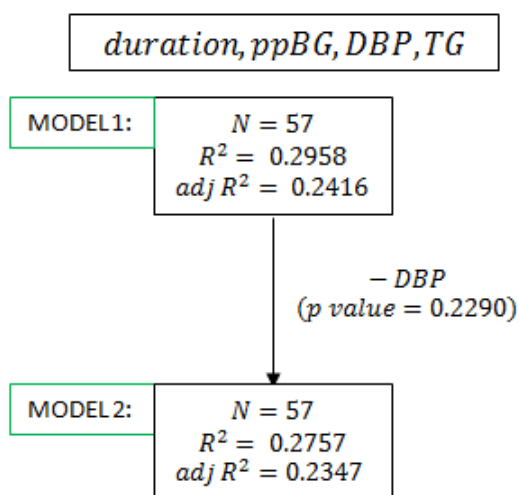 duration, ppBG, DBP, TG
MODEL1:
N = 57
R² = 0.2958
adj R² = 0.2416
− DBP
(p value = 0.2290)
MODEL2:
N = 57
R² = 0.2757
adj R² = 0.2347